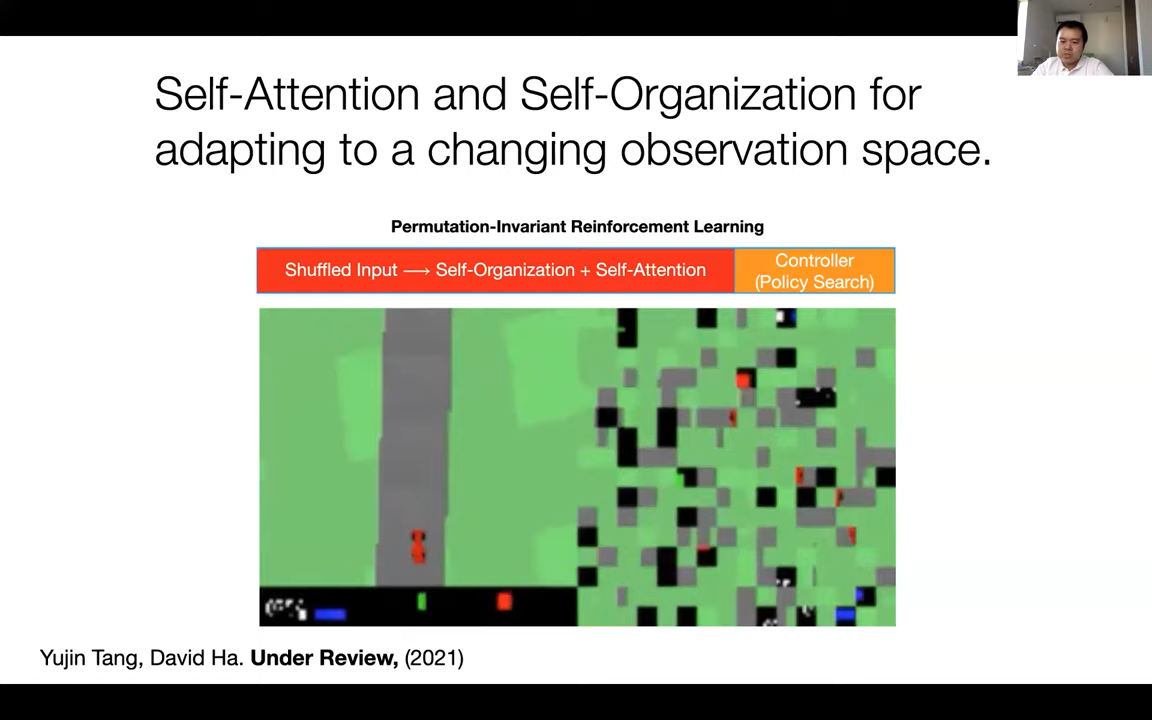 Self-Attention and Self-Organization for
adapting to a changing observation space.
Permutation-Invariant Reinforcement Learning
Shuffled Input ⟶ Self-Organization + Self-Attention
Controller
(Policy Search)
Yujin Tang, David Ha. Under Review, (2021)